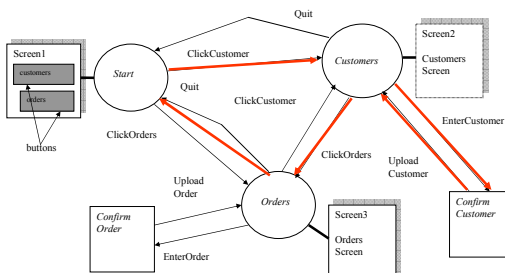 Quit
Screen1
customers
orders
buttons
Start
ClickCustomer
Quit
Customers
Screen2
Customers
Screen
ClickCustomer
EnterCustomer
ClickOrders
ClickOrders
Upload
Customer
Upload
Order
Confirm
Order
Orders
Confirm
Customer
EnterOrder
Screen3
Orders
Screen